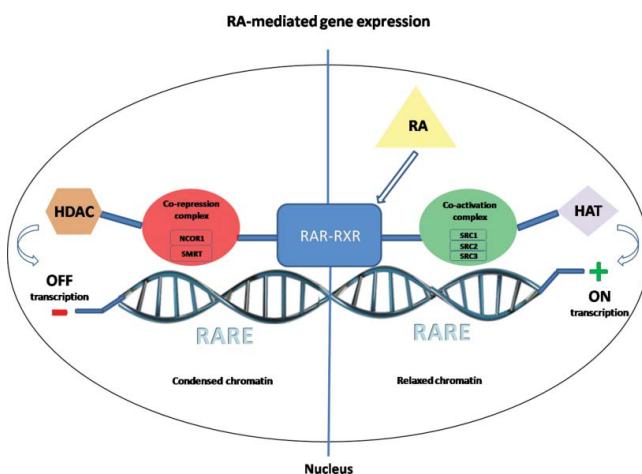 RA-mediated gene expression
RA
HDAC
Co-repression
complex
NCOR1
SMRT
RAR-RXR
Co-activation
complex
SRC1
SRC2
SRC3
HAT
OFF
transcription
ON
transcription
RARE
RARE
Condensed chromatin
Relaxed chromatin
Nucleus